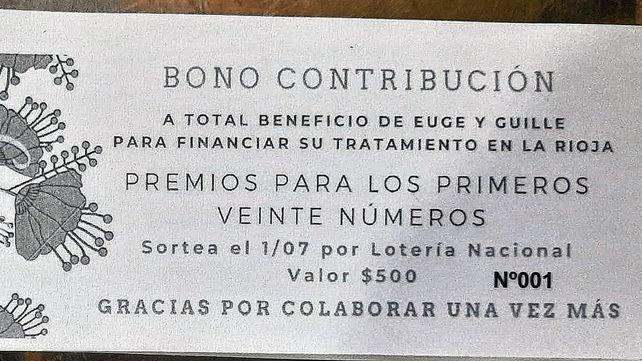 BONO CONTRIBUCIÓN
A TOTAL BENEFICIO DE EUGE Y GUILLE
PARA FINANCIAR SU TRATAMIENTO EN LA RIOJA
PREMIOS PARA LOS PRIMEROS
VEINTE NÚMEROS
Sortea el 1/07 por Lotería Nacional
Valor $500 Nº001
GRACIAS POR COLABORAR UNA VEZ MÁS